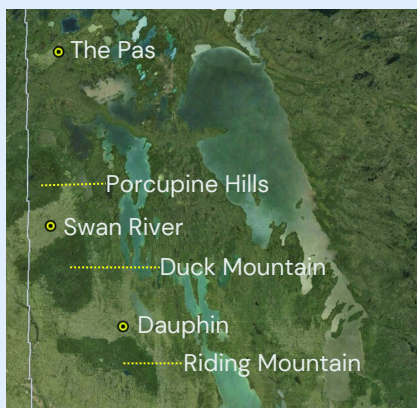 The Pas
Porcupine Hills
Swan River
Duck Mountain
Dauphin
Riding Mountain